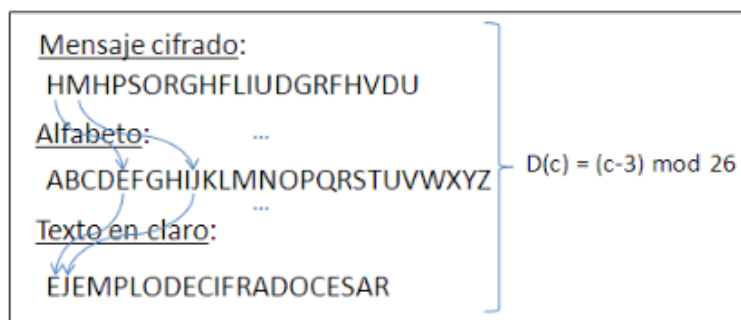 Mensaje cifrado:
HMHPSORGHFLIUDGRFHVDU
Alfabeto:
...
ABCDEFGHIJKLMNOPQRSTUVWXYZ
D(c) = (c-3) mod 26
...
Texto en claro:
EJEMPLODECIFRADOCESAR